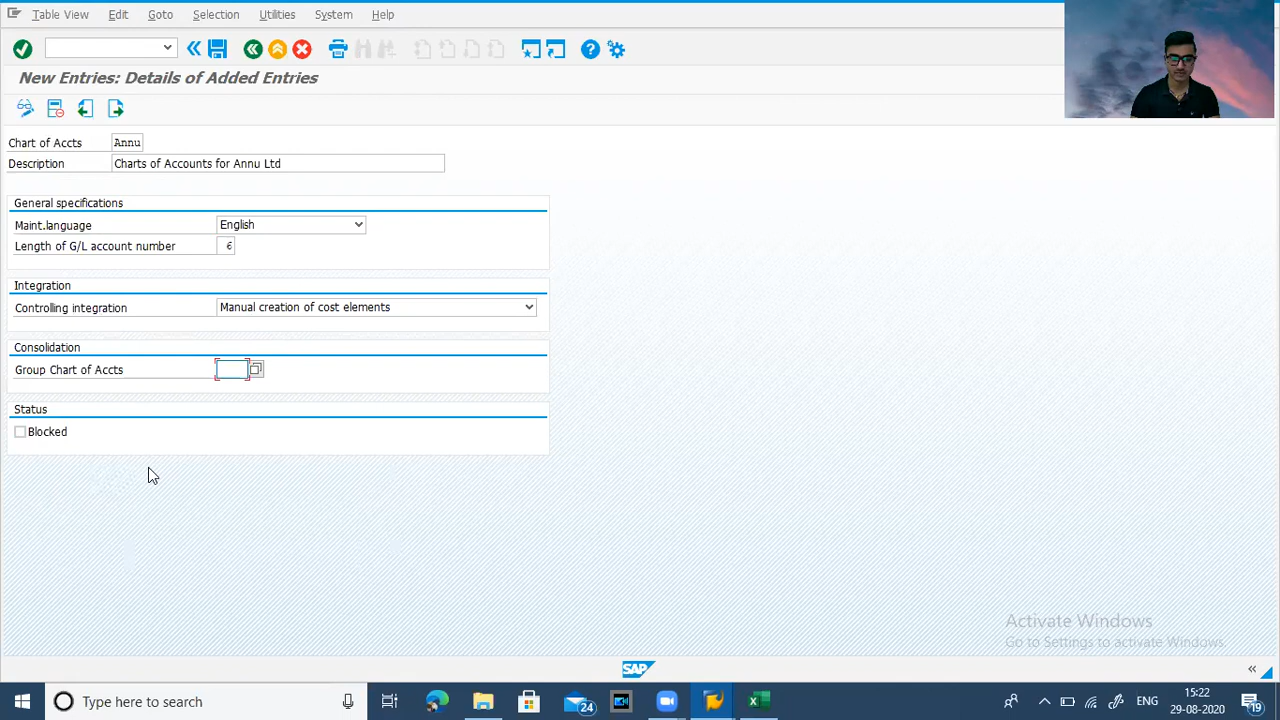 Table View Edit Goto Selection Utilities System Help
New Entries: Details of Added Entries
Chart of Accts Annu
Description Charts of Accounts for Annu Ltd
General specifications
Maint.language English
Length of G/L account number 6
Integration
Controlling integration Manual creation of cost elements
Consolidation
Group Chart of Accts
Status
Blocked
Activate Windows
Go to Settings to activate Windows.
SAP
Type here to search 24 ENG 15:22
29-08-2020 19